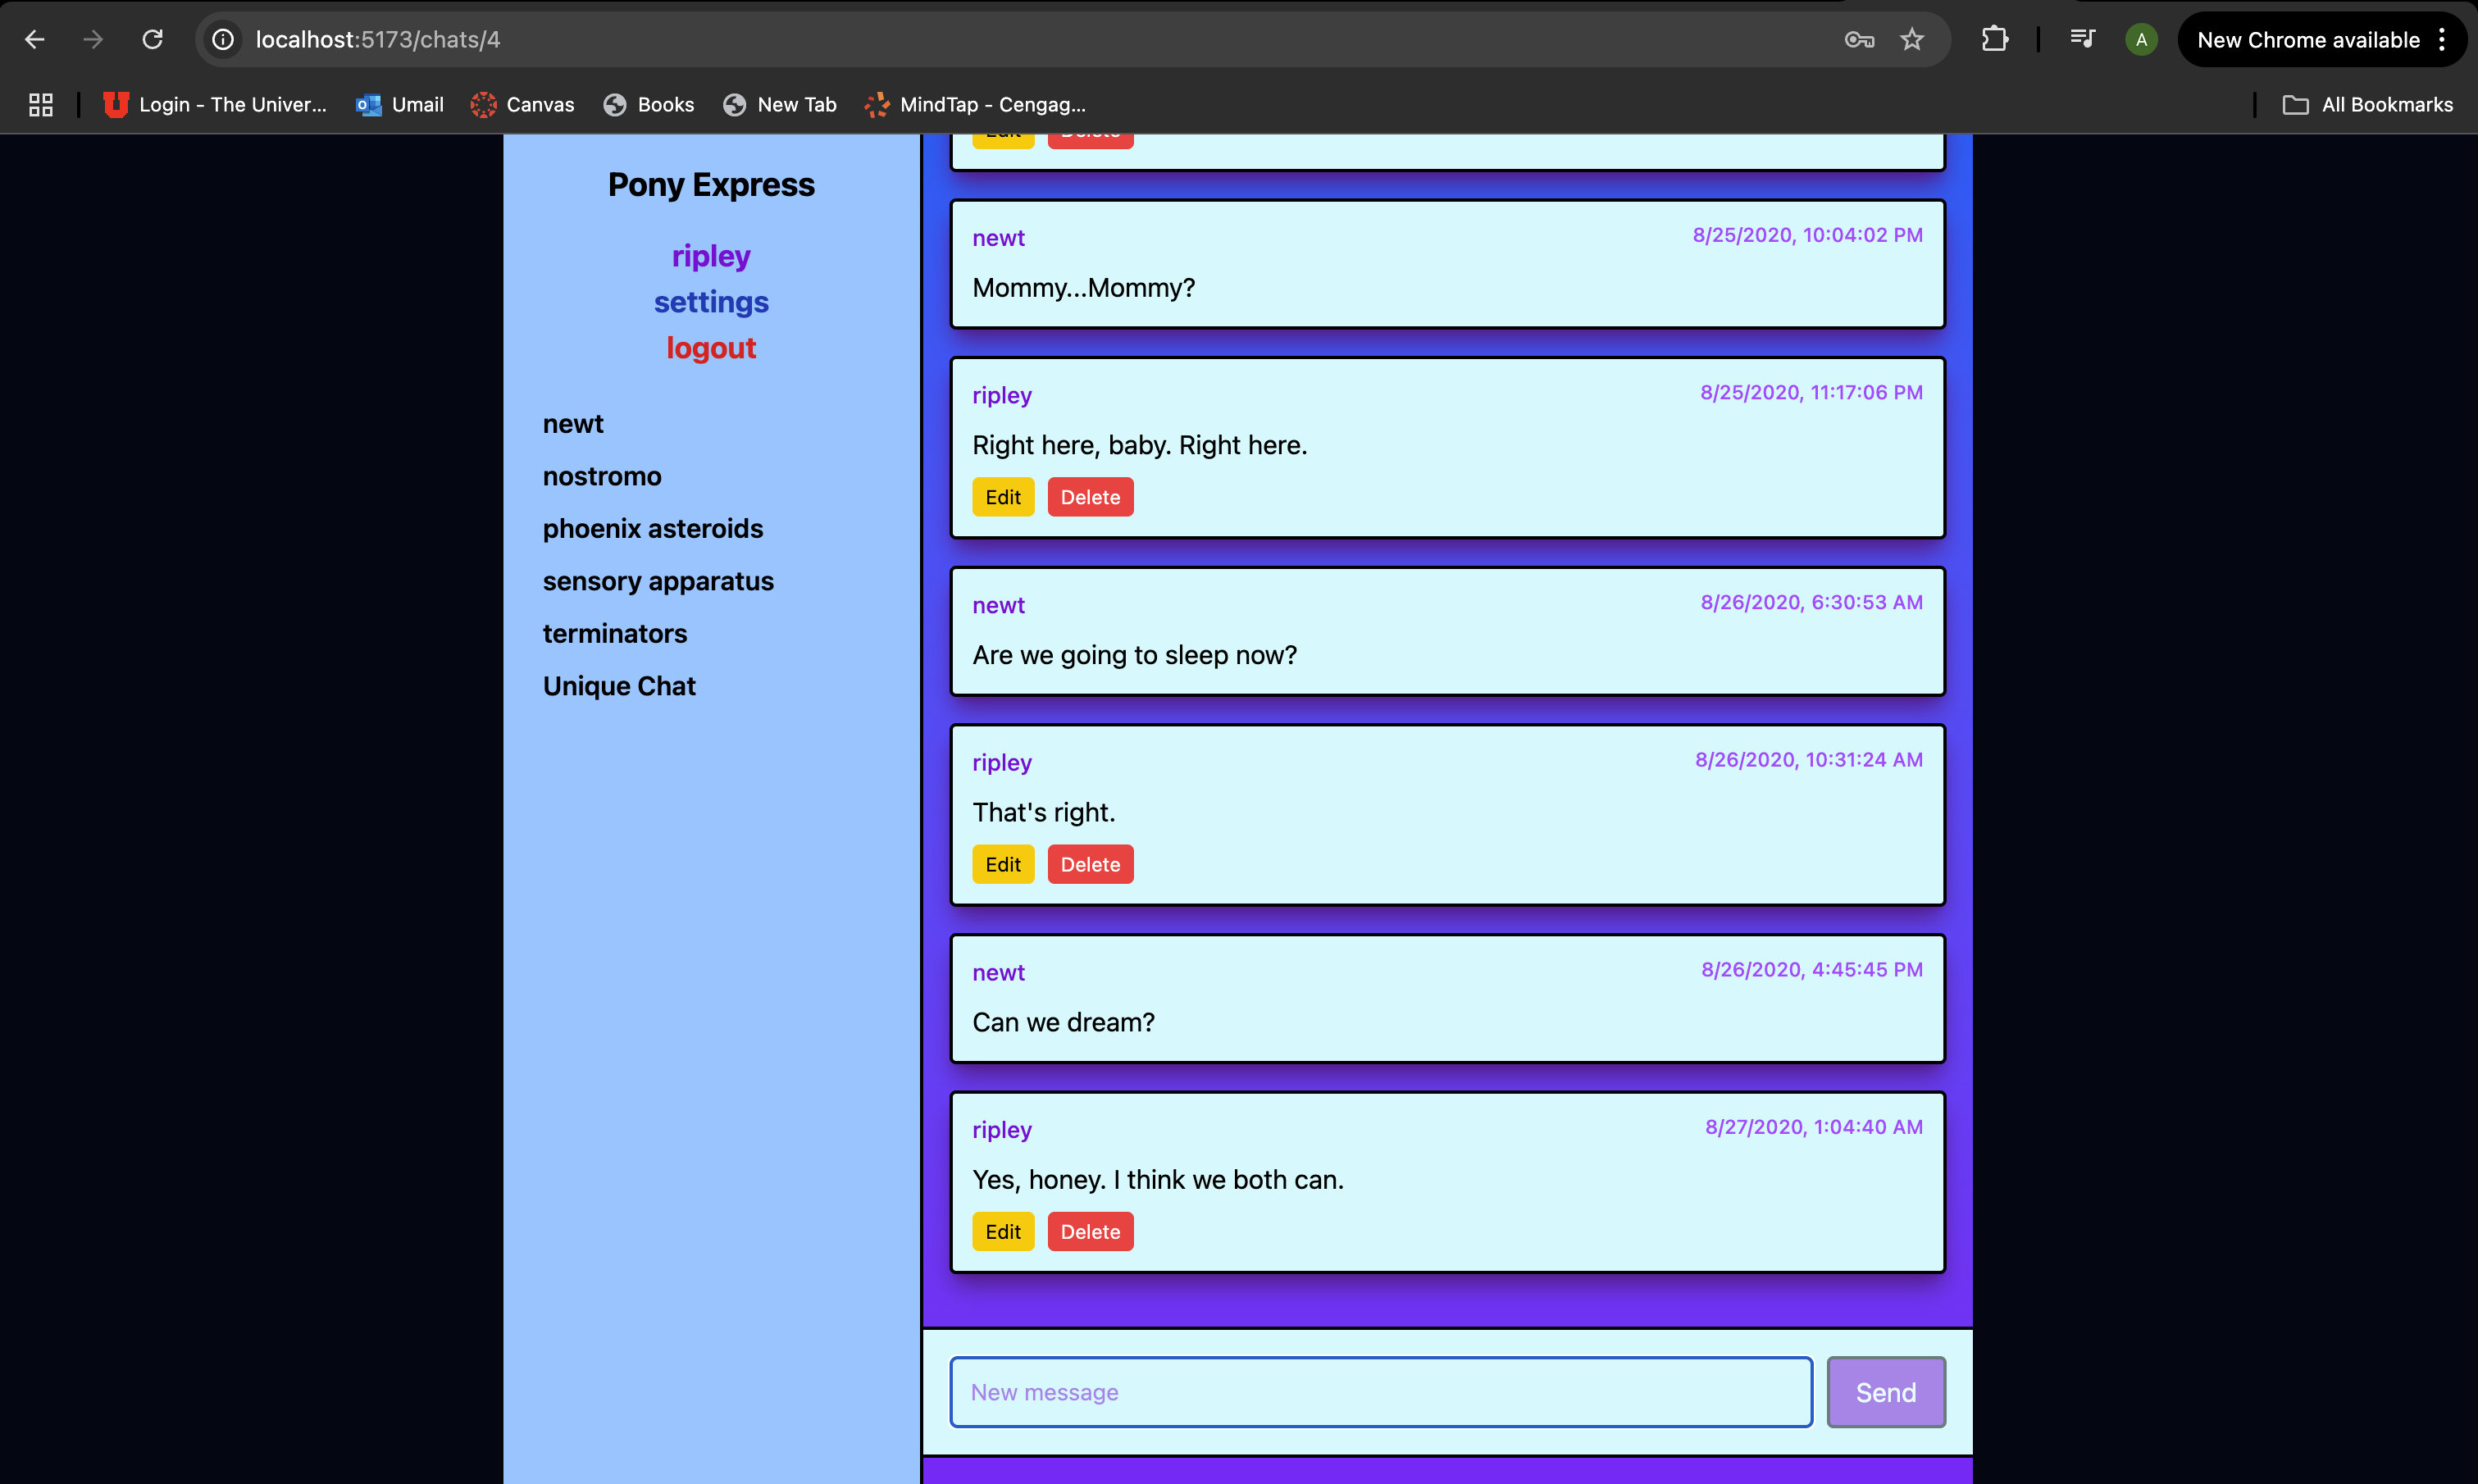 localhost:5173/chats/4
A
New Chrome available
Login - The Univer...
Umail
Canvas
Books
New Tab
MindTap - Cengag...
All Bookmarks
Pony Express
ripley
settings
logout
newt
nostromo
phoenix asteroids
sensory apparatus
terminators
Unique Chat
Edit Delete
newt 8/25/2020, 10:04:02 PM
Mommy...Mommy?
ripley 8/25/2020, 11:17:06 PM
Right here, baby. Right here.
Edit Delete
newt 8/26/2020, 6:30:53 AM
Are we going to sleep now?
ripley 8/26/2020, 10:31:24 AM
That's right.
Edit Delete
newt 8/26/2020, 4:45:45 PM
Can we dream?
ripley 8/27/2020, 1:04:40 AM
Yes, honey. I think we both can.
Edit Delete
New message
Send